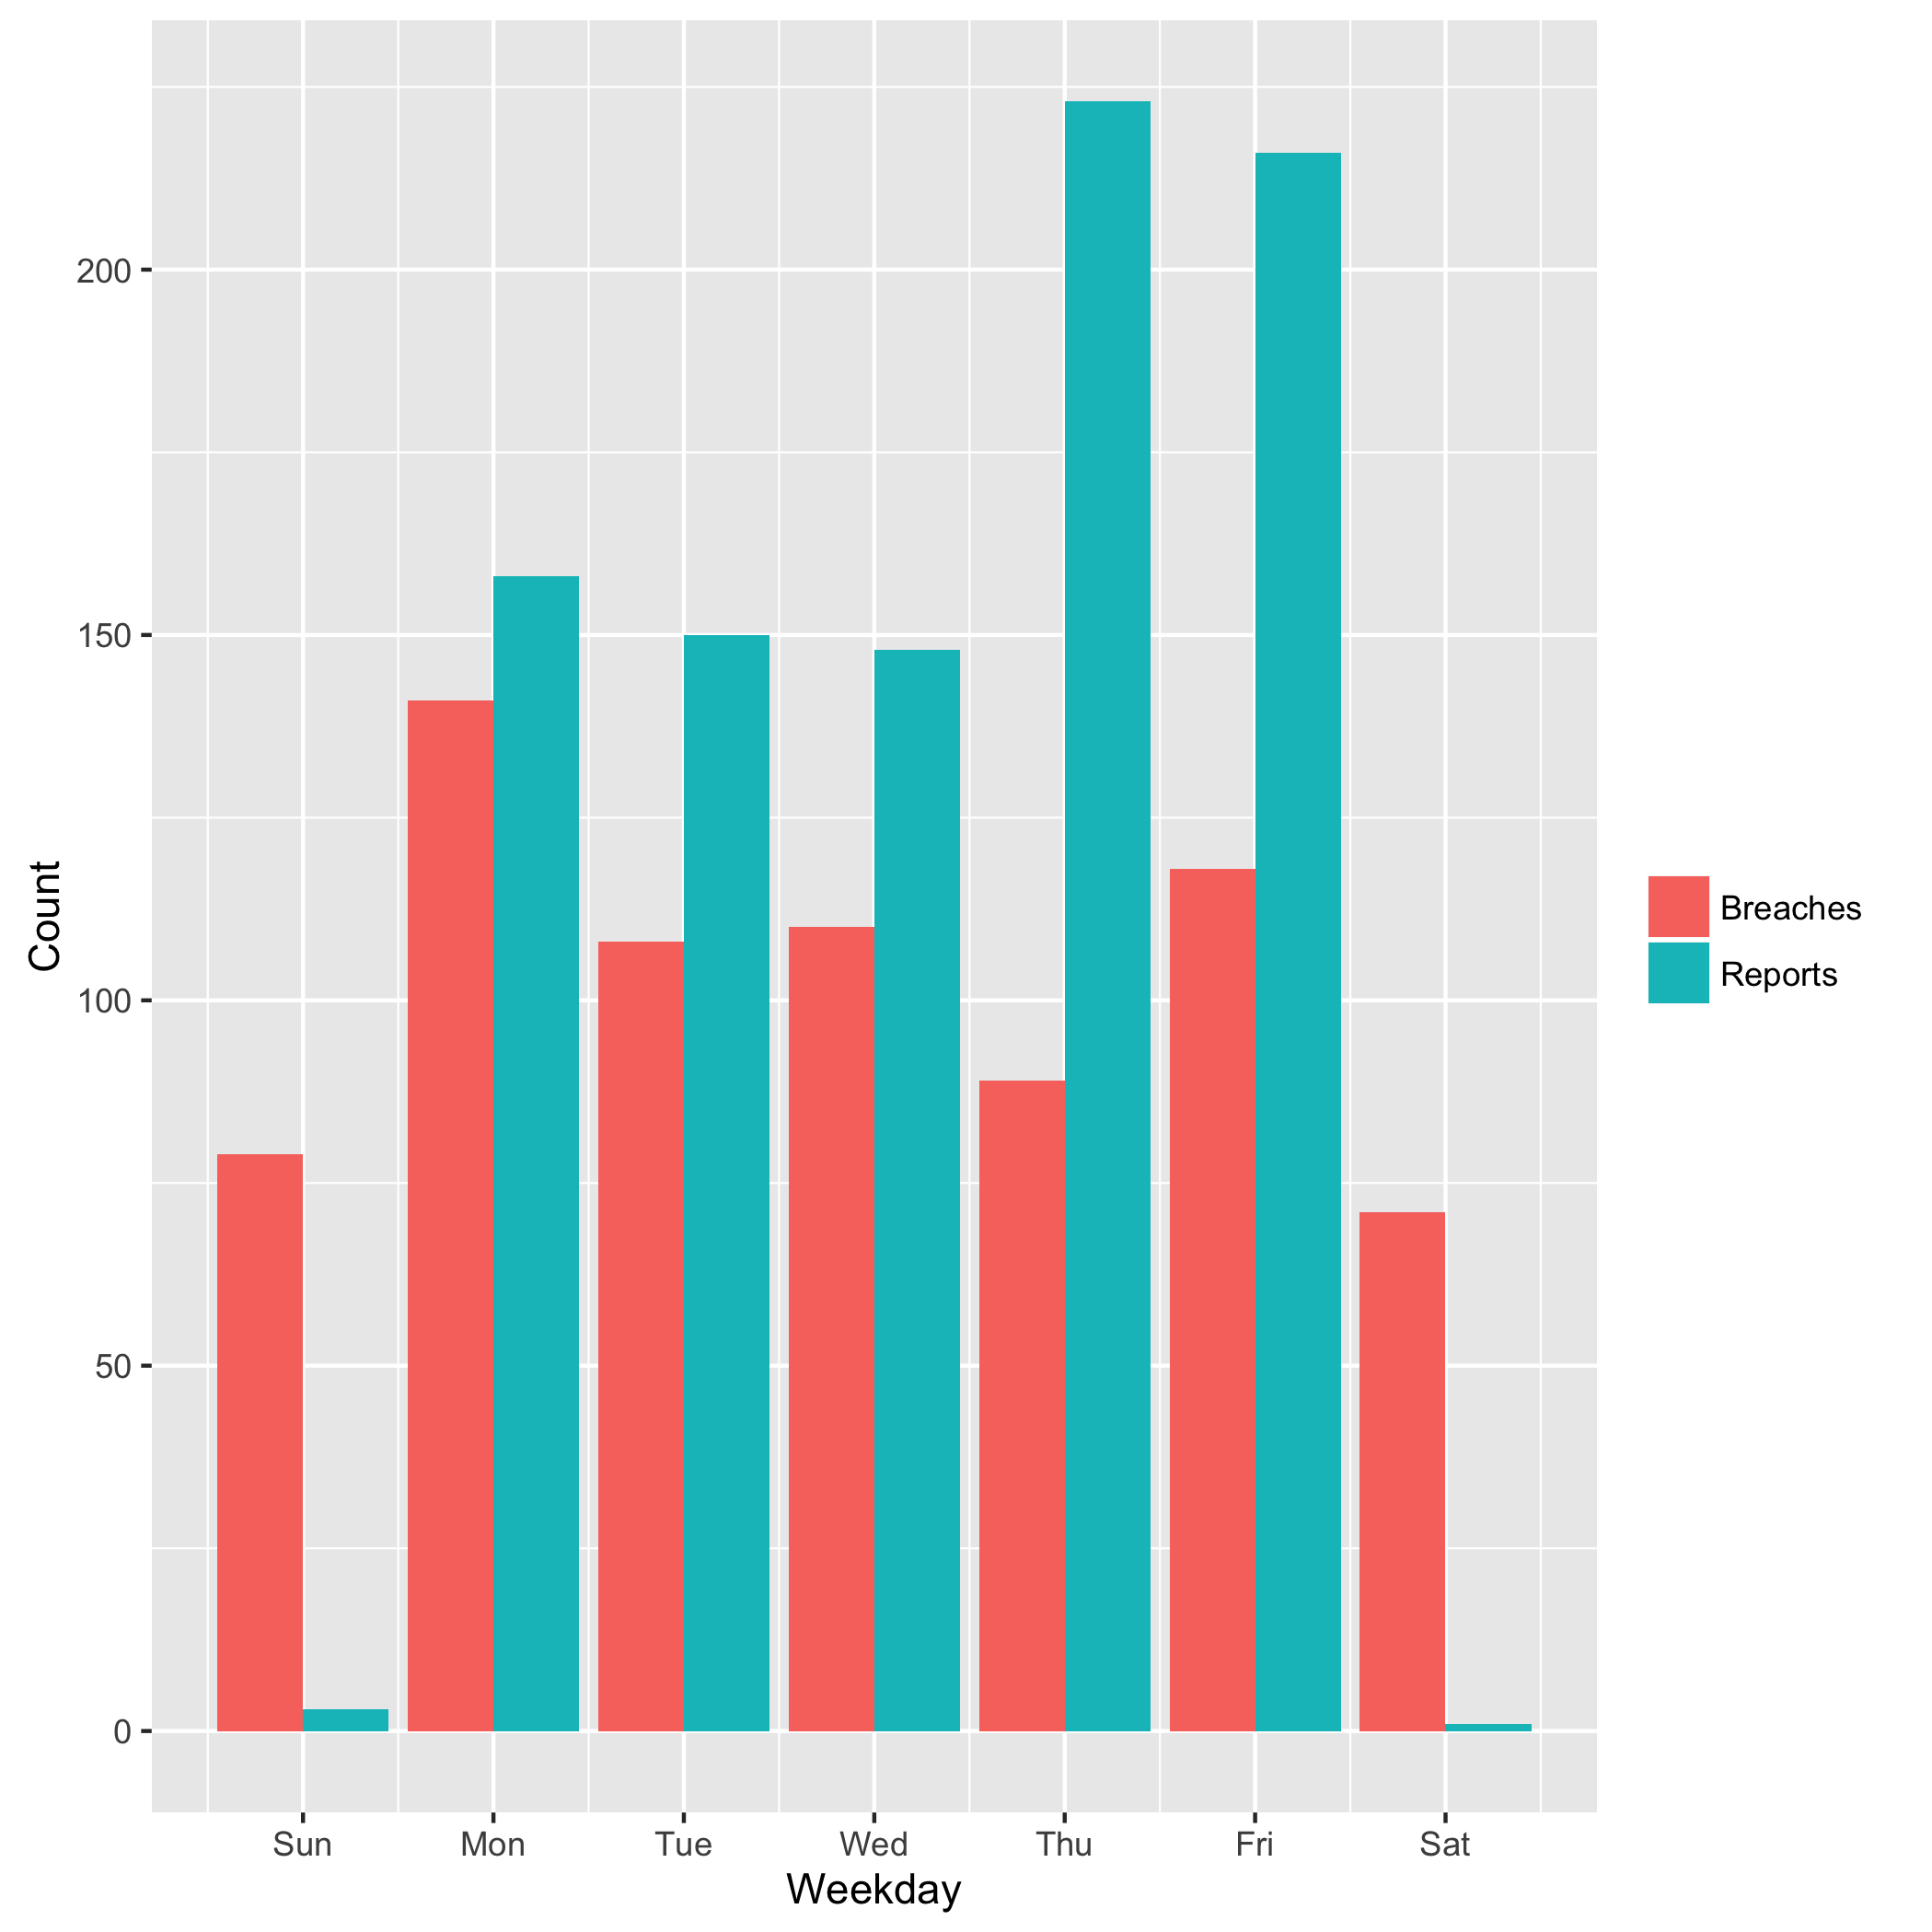 200
150
100
50
0
Count
Sun Mon Tue Wed Thu Fri Sat
Weekday
Breaches
Reports